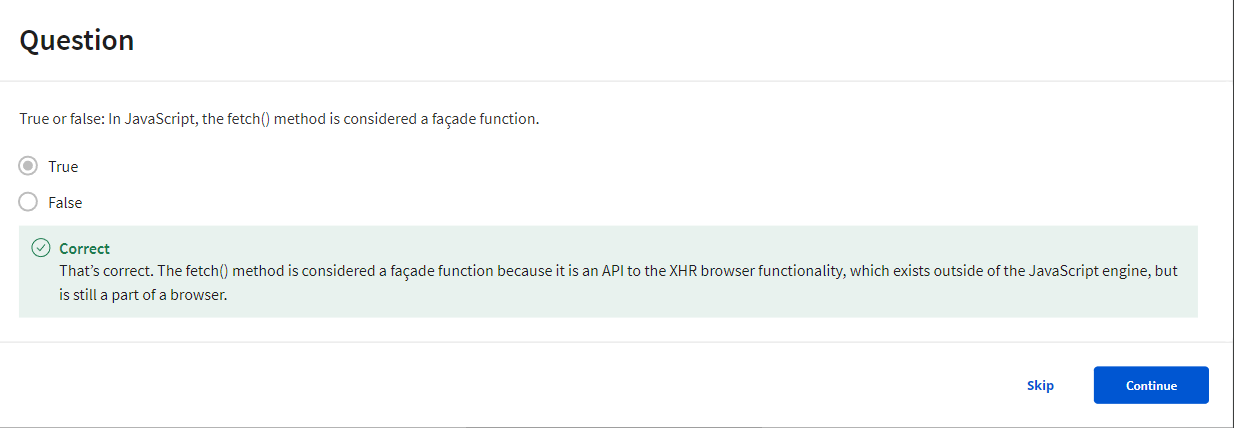 Question
True or false: In JavaScript, the fetch() method is considered a façade function.
True
False
Correct
That's correct. The fetch() method is considered a façade function because it is an API to the XHR browser functionality, which exists outside of the JavaScript engine, but
is still a part of a browser.
Skip
Continue